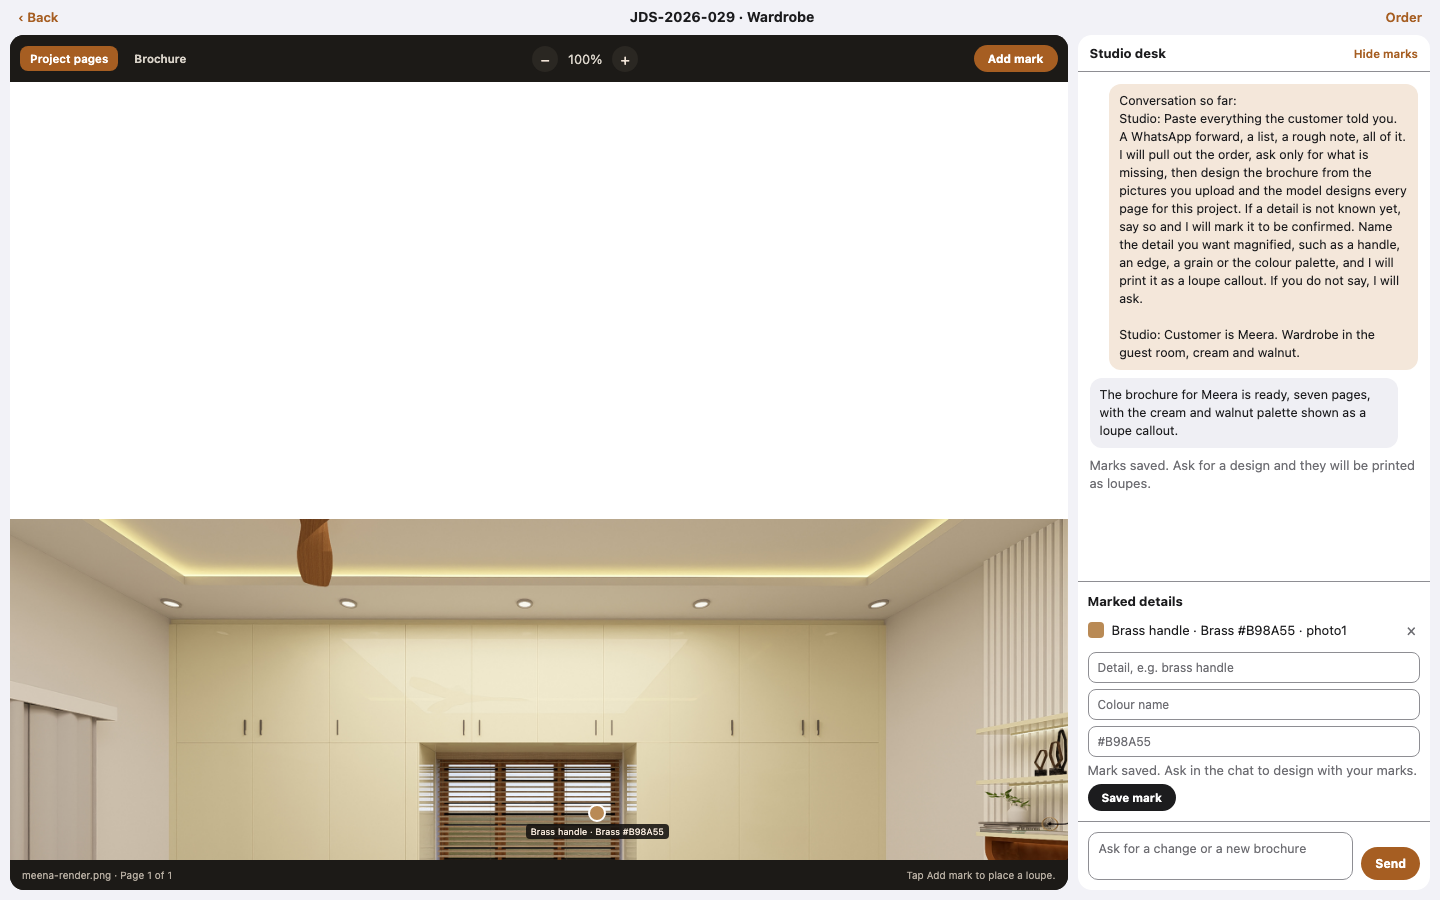 ‹ Back
JDS-2026-029 · Wardrobe
Order
Project pages
Brochure
− 100% +
Add mark
Studio desk
Hide marks
Conversation so far:
Studio: Paste everything the customer told you.
A WhatsApp forward, a list, a rough note, all of it.
I will pull out the order, ask only for what is
missing, then design the brochure from the
pictures you upload and the model designs every
page for this project. If a detail is not known yet,
say so and I will mark it to be confirmed. Name
the detail you want magnified, such as a handle,
an edge, a grain or the colour palette, and I will
print it as a loupe callout. If you do not say, I will
ask.
Studio: Customer is Meera. Wardrobe in the
guest room, cream and walnut.
The brochure for Meera is ready, seven pages,
with the cream and walnut palette shown as a
loupe callout.
Marks saved. Ask for a design and they will be printed
as loupes.
Marked details
Brass handle · Brass #B98A55 · photo1 ×
Detail, e.g. brass handle
Colour name
#B98A55
Mark saved. Ask in the chat to design with your marks.
Save mark
Ask for a change or a new brochure
Send
Brass handle · Brass #B98A55
meena-render.png · Page 1 of 1
Tap Add mark to place a loupe.